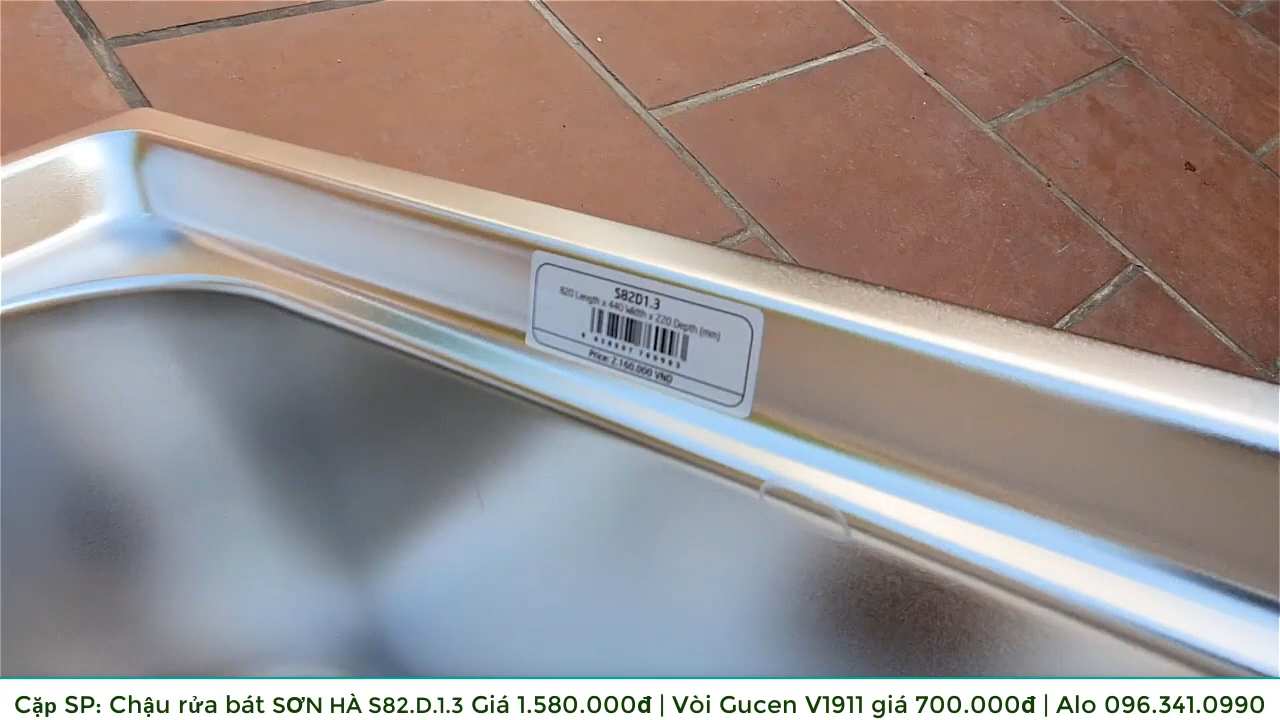 S82D1.3
820 Length x 440 Width x 220 Depth (mm)
Price: 2.160.000 VND
Cặp SP: Chậu rửa bát SƠN HÀ S82.D.1.3 Giá 1.580.000đ | Vòi Gucen V1911 giá 700.000đ | Alo 096.341.0990